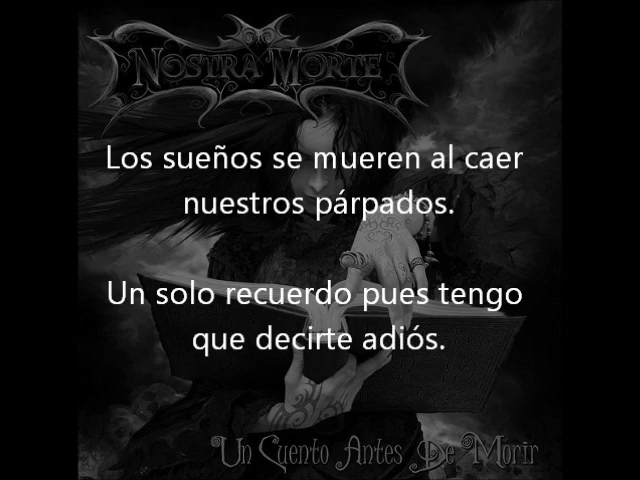 Nostra Morte
Los sueños se mueren al caer
nuestros párpados.
Un solo recuerdo pues tengo
que decirte adiós.
Un Cuento Antes De Morir